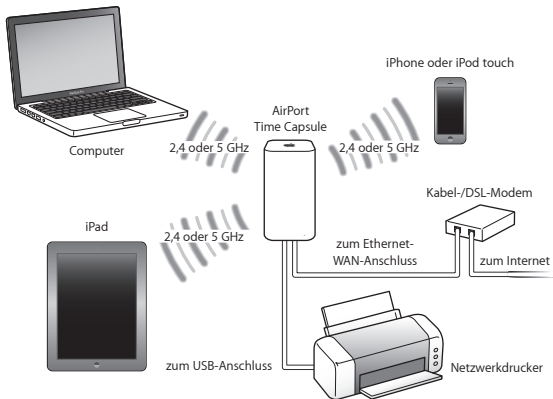 iPhone oder iPod touch
AirPort
Time Capsule
Computer
2,4 oder 5 GHz
2,4 oder 5 GHz
Kabel-/DSL-Modem
iPad
2,4 oder 5 GHz
zum Ethernet-
WAN-Anschluss
zum Internet
zum USB-Anschluss
Netzwerkdrucker